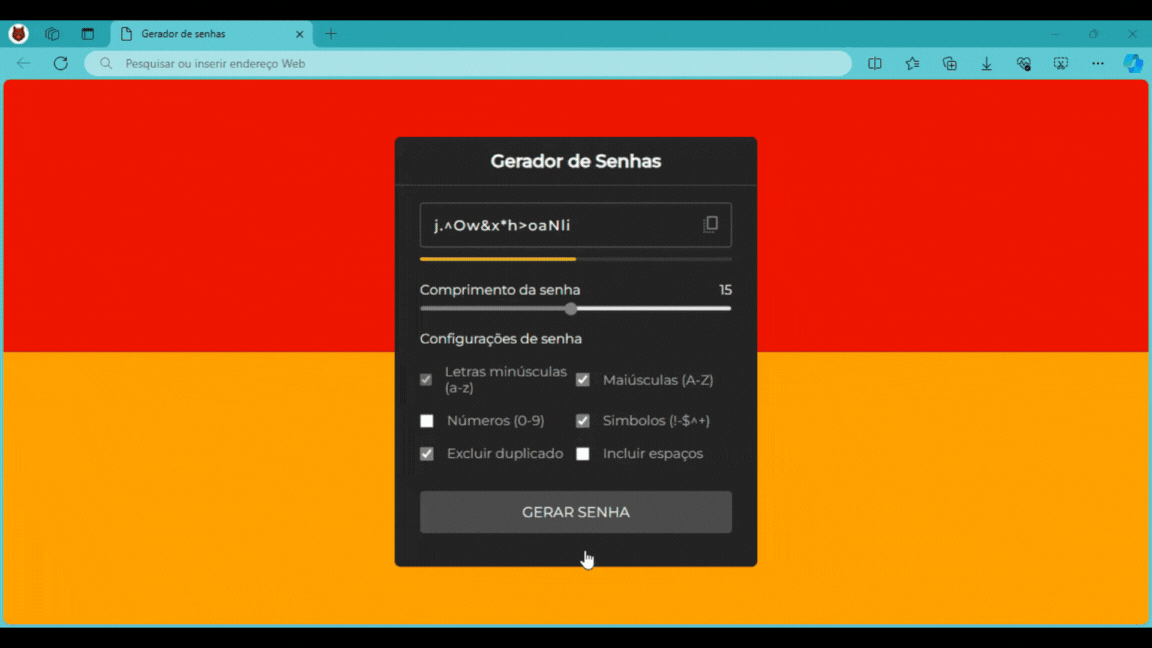 Gerador de senhas
Pesquisar ou inserir endereço Web
Gerador de Senhas
j.^Ow&x*h>oaNli
Comprimento da senha 15
Configurações de senha
Letras minúsculas
(a-z)
Maiúsculas (A-Z)
Números (0-9) Simbolos (!-$^+)
Excluir duplicado Incluir espaços
GERAR SENHA